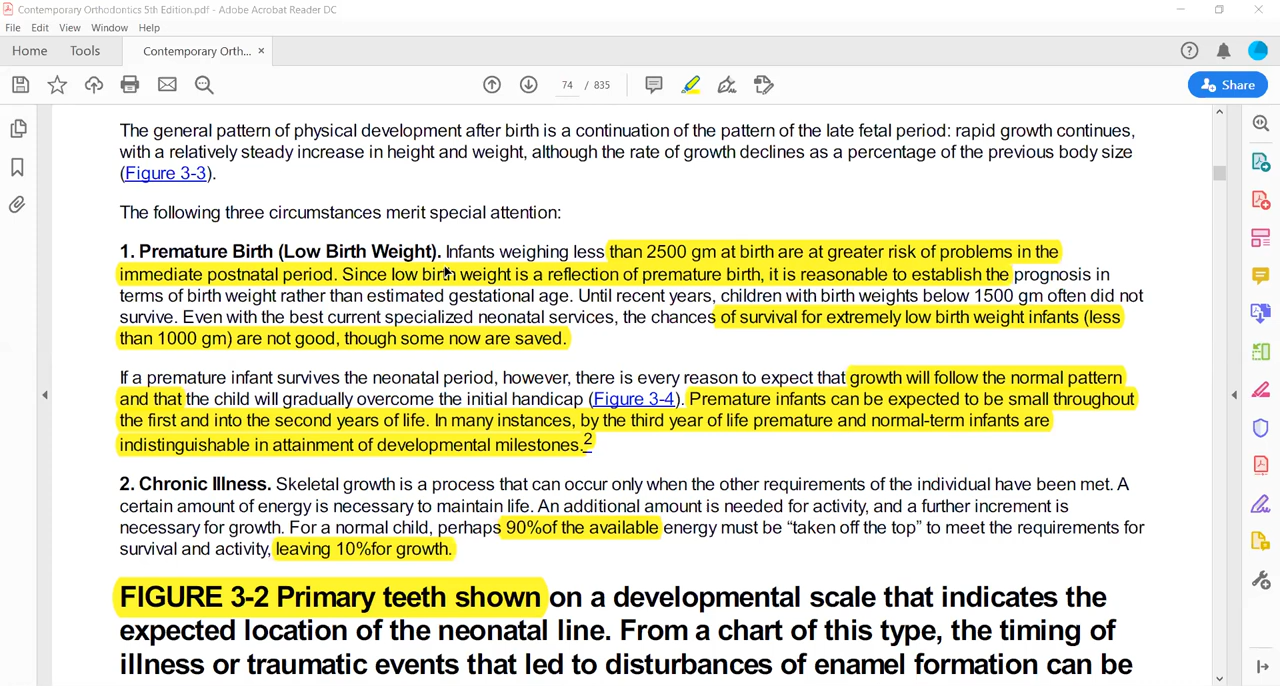 Contemporary Orthodontics 5th Edition.pdf - Adobe Acrobat Reader DC
File Edit View Window Help
Home Tools Contemporary Orth... ×
74 / 835 Share
The general pattern of physical development after birth is a continuation of the pattern of the late fetal period: rapid growth continues,
with a relatively steady increase in height and weight, although the rate of growth declines as a percentage of the previous body size
(Figure 3-3).
The following three circumstances merit special attention:
1. Premature Birth (Low Birth Weight). Infants weighing less than 2500 gm at birth are at greater risk of problems in the
immediate postnatal period. Since low birth weight is a reflection of premature birth, it is reasonable to establish the prognosis in
terms of birth weight rather than estimated gestational age. Until recent years, children with birth weights below 1500 gm often did not
survive. Even with the best current specialized neonatal services, the chances of survival for extremely low birth weight infants (less
than 1000 gm) are not good, though some now are saved.
If a premature infant survives the neonatal period, however, there is every reason to expect that growth will follow the normal pattern
and that the child will gradually overcome the initial handicap (Figure 3-4). Premature infants can be expected to be small throughout
the first and into the second years of life. In many instances, by the third year of life premature and normal-term infants are
indistinguishable in attainment of developmental milestones.2
2. Chronic Illness. Skeletal growth is a process that can occur only when the other requirements of the individual have been met. A
certain amount of energy is necessary to maintain life. An additional amount is needed for activity, and a further increment is
necessary for growth. For a normal child, perhaps 90%of the available energy must be “taken off the top” to meet the requirements for
survival and activity, leaving 10%for growth.
FIGURE 3-2 Primary teeth shown on a developmental scale that indicates the
expected location of the neonatal line. From a chart of this type, the timing of
illness or traumatic events that led to disturbances of enamel formation can be